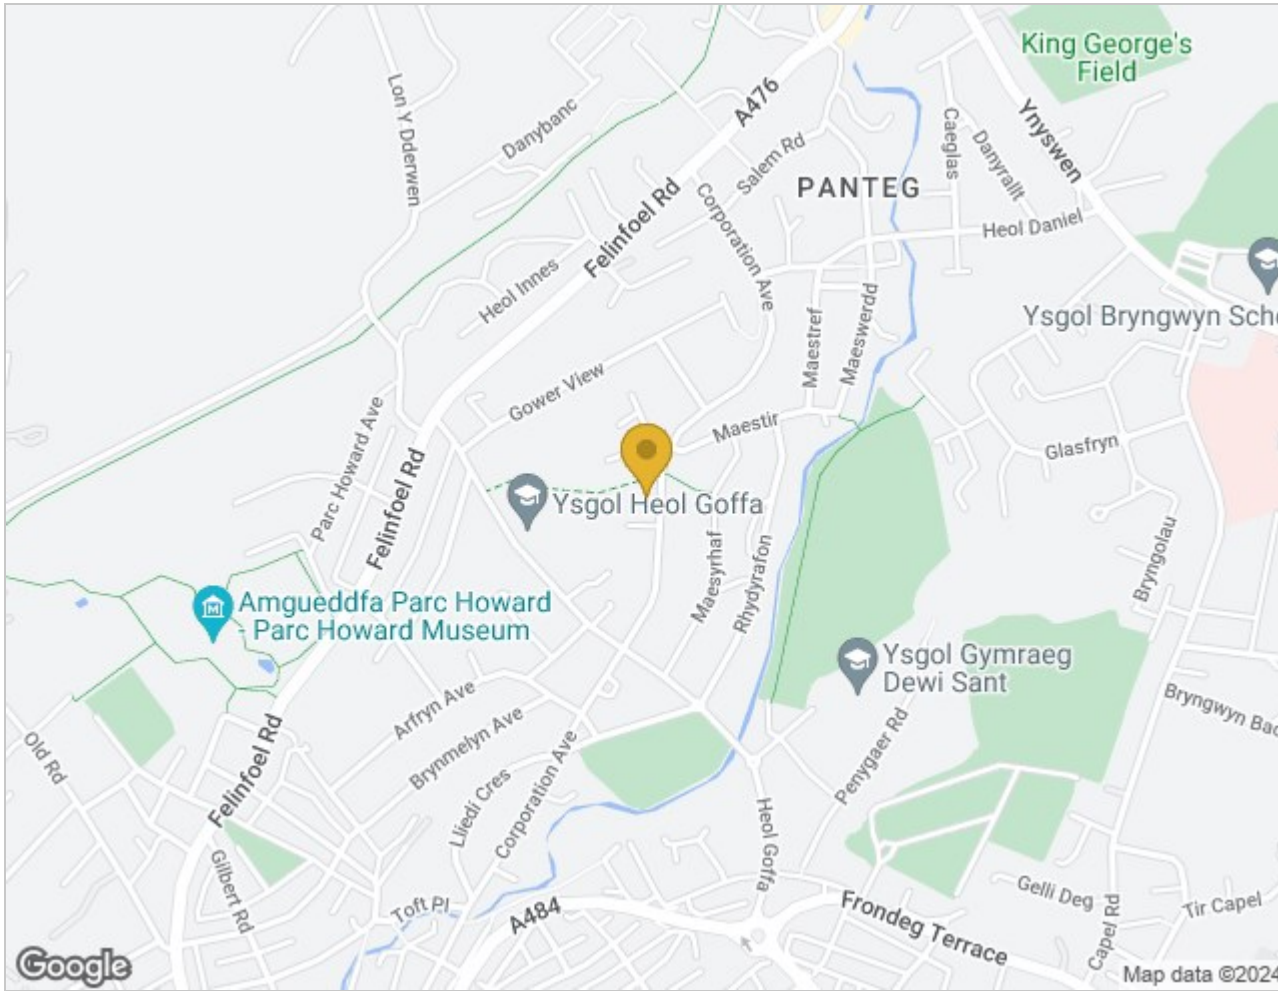 King George's
Field
A476
Lon Y Dderwen
Danybanc
Ynyswen
Caeglas
Danyrallt
Salem Rd
PANTEG
Felinfoel Rd
Corporation Ave
Heol Daniel
Heol Innes
Ysgol Bryngwyn Scho
Maestref
Maeswerdd
Gower View
Parc Howard Ave
Maestir
Glasfryn
Felinfoel Rd
Ysgol Heol Goffa
Bryngolau
Maesyrhaf
Rhydyrafon
Amgueddfa Parc Howard
- Parc Howard Museum
Ysgol Gymraeg
Dewi Sant
Arfryn Ave
Bryngwyn Bac
Brynmelyn Ave
Old Rd
Felinfoel Rd
Penygaer Rd
Lliedi Cres
Corporation Ave
Heol Goffa
Gilbert Rd
Toft Pl
A484
Gelli Deg
Frondeg Terrace
Capel Rd
Tir Capel
Google
Map data ©2024